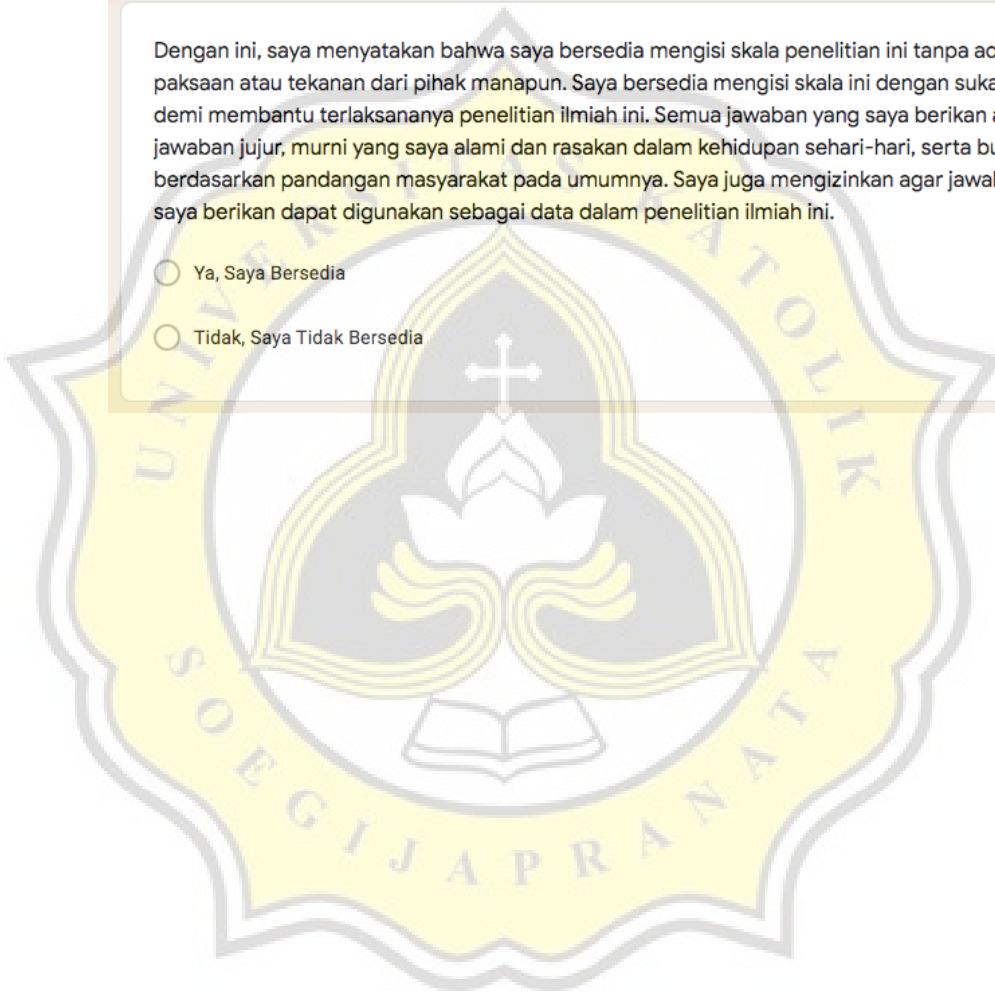 Dengan ini, saya menyatakan bahwa saya bersedia mengisi skala penelitian ini tanpa
paksaan atau tekanan dari pihak manapun. Saya bersedia mengisi skala ini dengan
demi membantu terlaksananya penelitian ilmiah ini. Semua jawaban yang saya berikan
jawaban jujur, murni yang saya alami dan rasakan dalam kehidupan sehari-hari, serta
berdasarkan pandangan masyarakat pada umumnya. Saya juga mengizinkan agar
saya berikan dapat digunakan sebagai data dalam penelitian ilmiah ini.
Ya, Saya Bersedia
Tidak, Saya Tidak Bersedia
UNIVERSITAS KATOLIK
SOEGIJAPRANATA